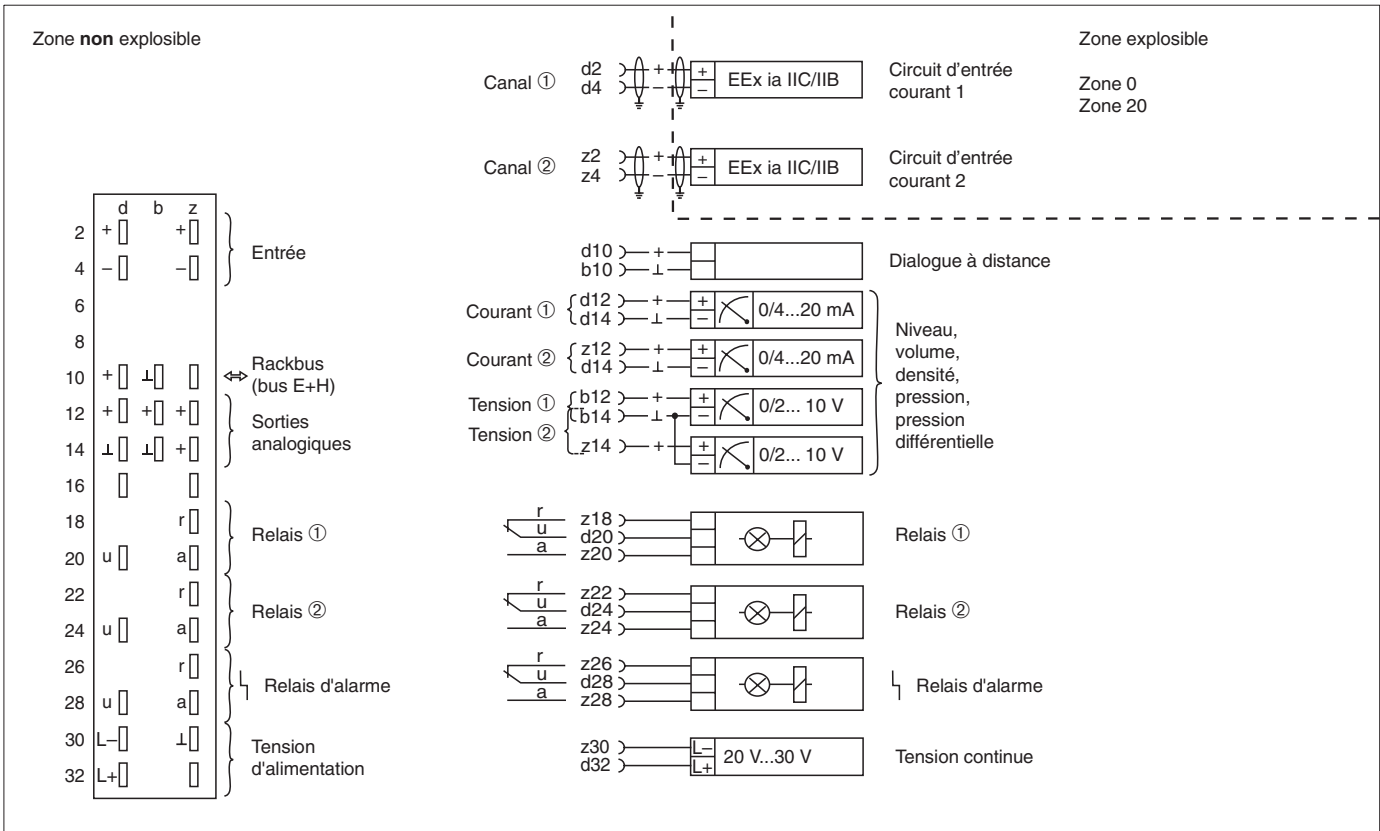 Zone non explosible
Zone explosible
Zone 0
Zone 20
Canal ①
d2 + +
d4 – –
EEx ia IIC/IIB
Circuit d'entrée
courant 1
Canal ②
z2 + +
z4 – –
EEx ia IIC/IIB
Circuit d'entrée
courant 2
d b z
2 + +
4 – –
Entrée
6
8
10 + ⊥
Rackbus
(bus E+H)
12 + + +
14 ⊥ ⊥ +
Sorties
analogiques
16
18 r
20 u a
Relais ①
22 r
24 u a
Relais ②
26 r
28 u a
Relais d'alarme
30 L– ⊥
32 L+
Tension
d'alimentation
d10 +
b10 ⊥
Dialogue à distance
Courant ①
d12 + +
d14 ⊥ –
0/4...20 mA
Courant ②
z12 + +
d14 ⊥ –
0/4...20 mA
Tension ①
Tension ②
b12 + +
b14 ⊥ –
0/2... 10 V
z14 + +
–
0/2... 10 V
Niveau,
volume,
densité,
pression,
pression
différentielle
r z18
u d20
a z20
Relais ①
r z22
u d24
a z24
Relais ②
r z26
u d28
a z28
Relais d'alarme
z30 L–
d32 L+
20 V...30 V
Tension continue